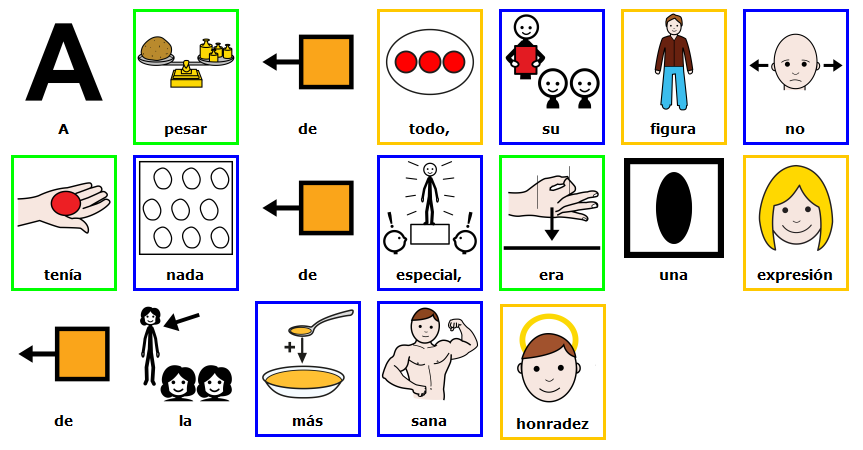 A pesar de todo, su figura no
tenía nada de especial, era una expresión
de la más sana honradez